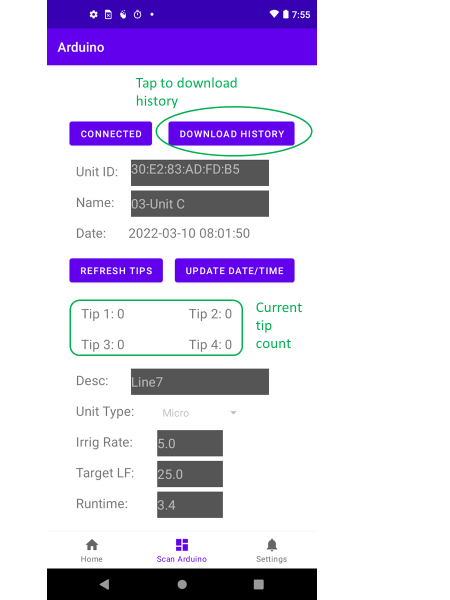 7:55
Arduino
Tap to download
history
CONNECTED DOWNLOAD HISTORY
Unit ID: 30:E2:83:AD:FD:B5
Name: 03-Unit C
Date: 2022-03-10 08:01:50
REFRESH TIPS UPDATE DATE/TIME
Tip 1: 0 Tip 2: 0
Tip 3: 0 Tip 4: 0
Current
tip
count
Desc: Line7
Unit Type: Micro
Irrig Rate: 5.0
Target LF: 25.0
Runtime: 3.4
Home Scan Arduino Settings